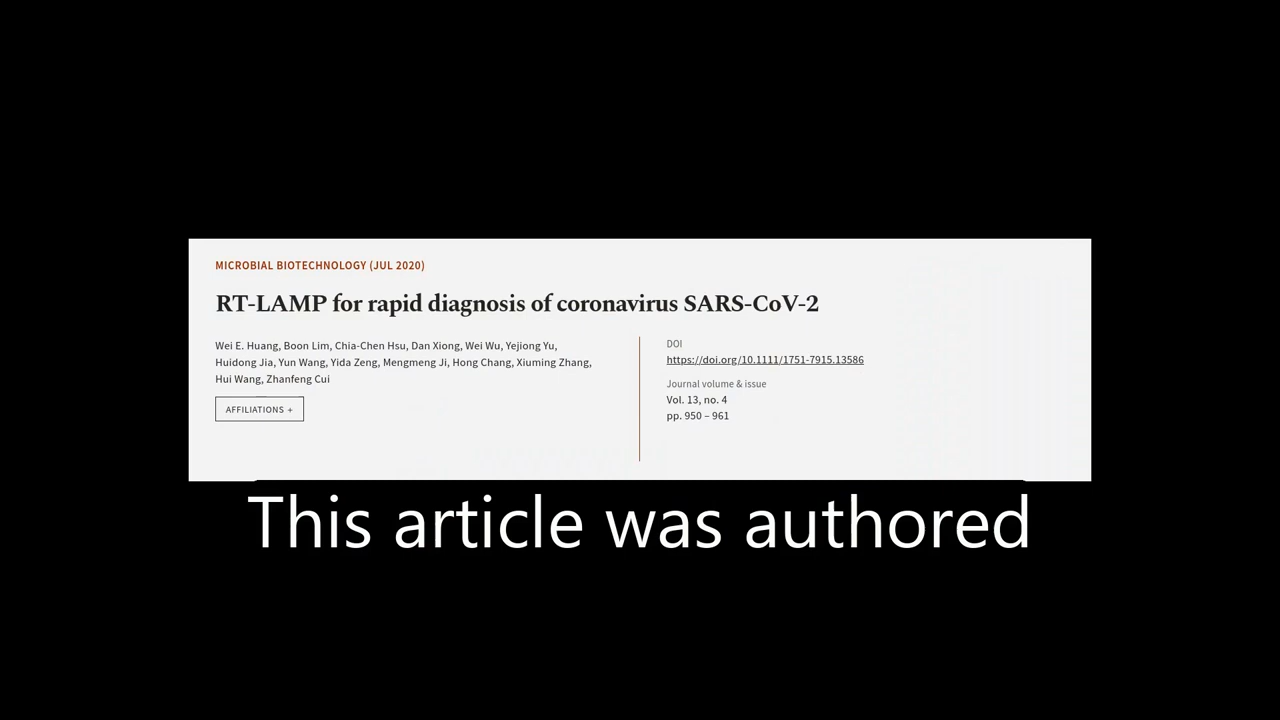 MICROBIAL BIOTECHNOLOGY (JUL 2020)
RT-LAMP for rapid diagnosis of coronavirus SARS-CoV-2
Wei E. Huang, Boon Lim, Chia-Chen Hsu, Dan Xiong, Wei Wu, Yejiong Yu,
Huidong Jia, Yun Wang, Yida Zeng, Mengmeng Ji, Hong Chang, Xiuming Zhang,
Hui Wang, Zhanfeng Cui
AFFILIATIONS +
DOI
https://doi.org/10.1111/1751-7915.13586
Journal volume & issue
Vol. 13, no. 4
pp. 950 – 961
This article was authored